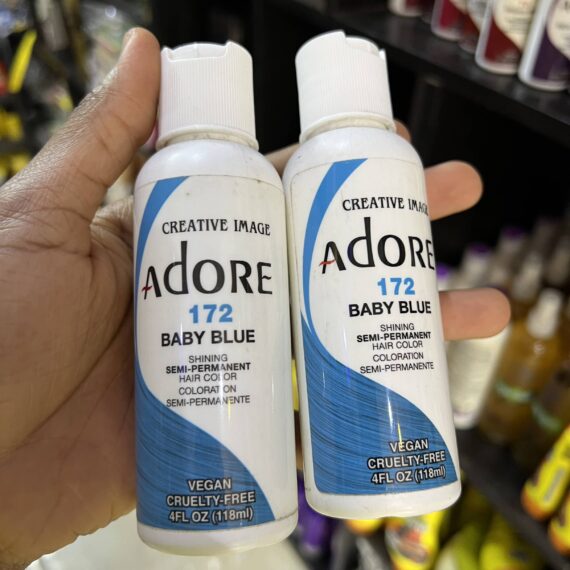 CREATIVE IMAGE
ADORE
172
BABY BLUE
SHINING
SEMI-PERMANENT
HAIR COLOR
COLORATION
SEMI-PERMANENTE
VEGAN
CRUELTY-FREE
4FL OZ (118ml)
CREATIVE IMAGE
ADORE
172
BABY BLUE
SHINING
SEMI-PERMANENT
HAIR COLOR
COLORATION
SEMI-PERMANENTE
VEGAN
CRUELTY-FREE
4FL OZ (118ml)